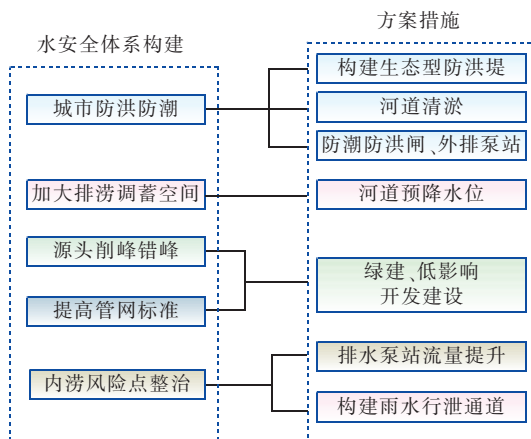 方案措施
水安全体系构建
构建生态型防洪堤
城市防洪防潮
河道清淤
防潮防洪闸、外排泵站
加大排涝调蓄空间
河道预降水位
源头削峰错峰
绿建、低影响
开发建设
提高管网标准
排水泵站流量提升
内涝风险点整治
构建雨水行泄通道